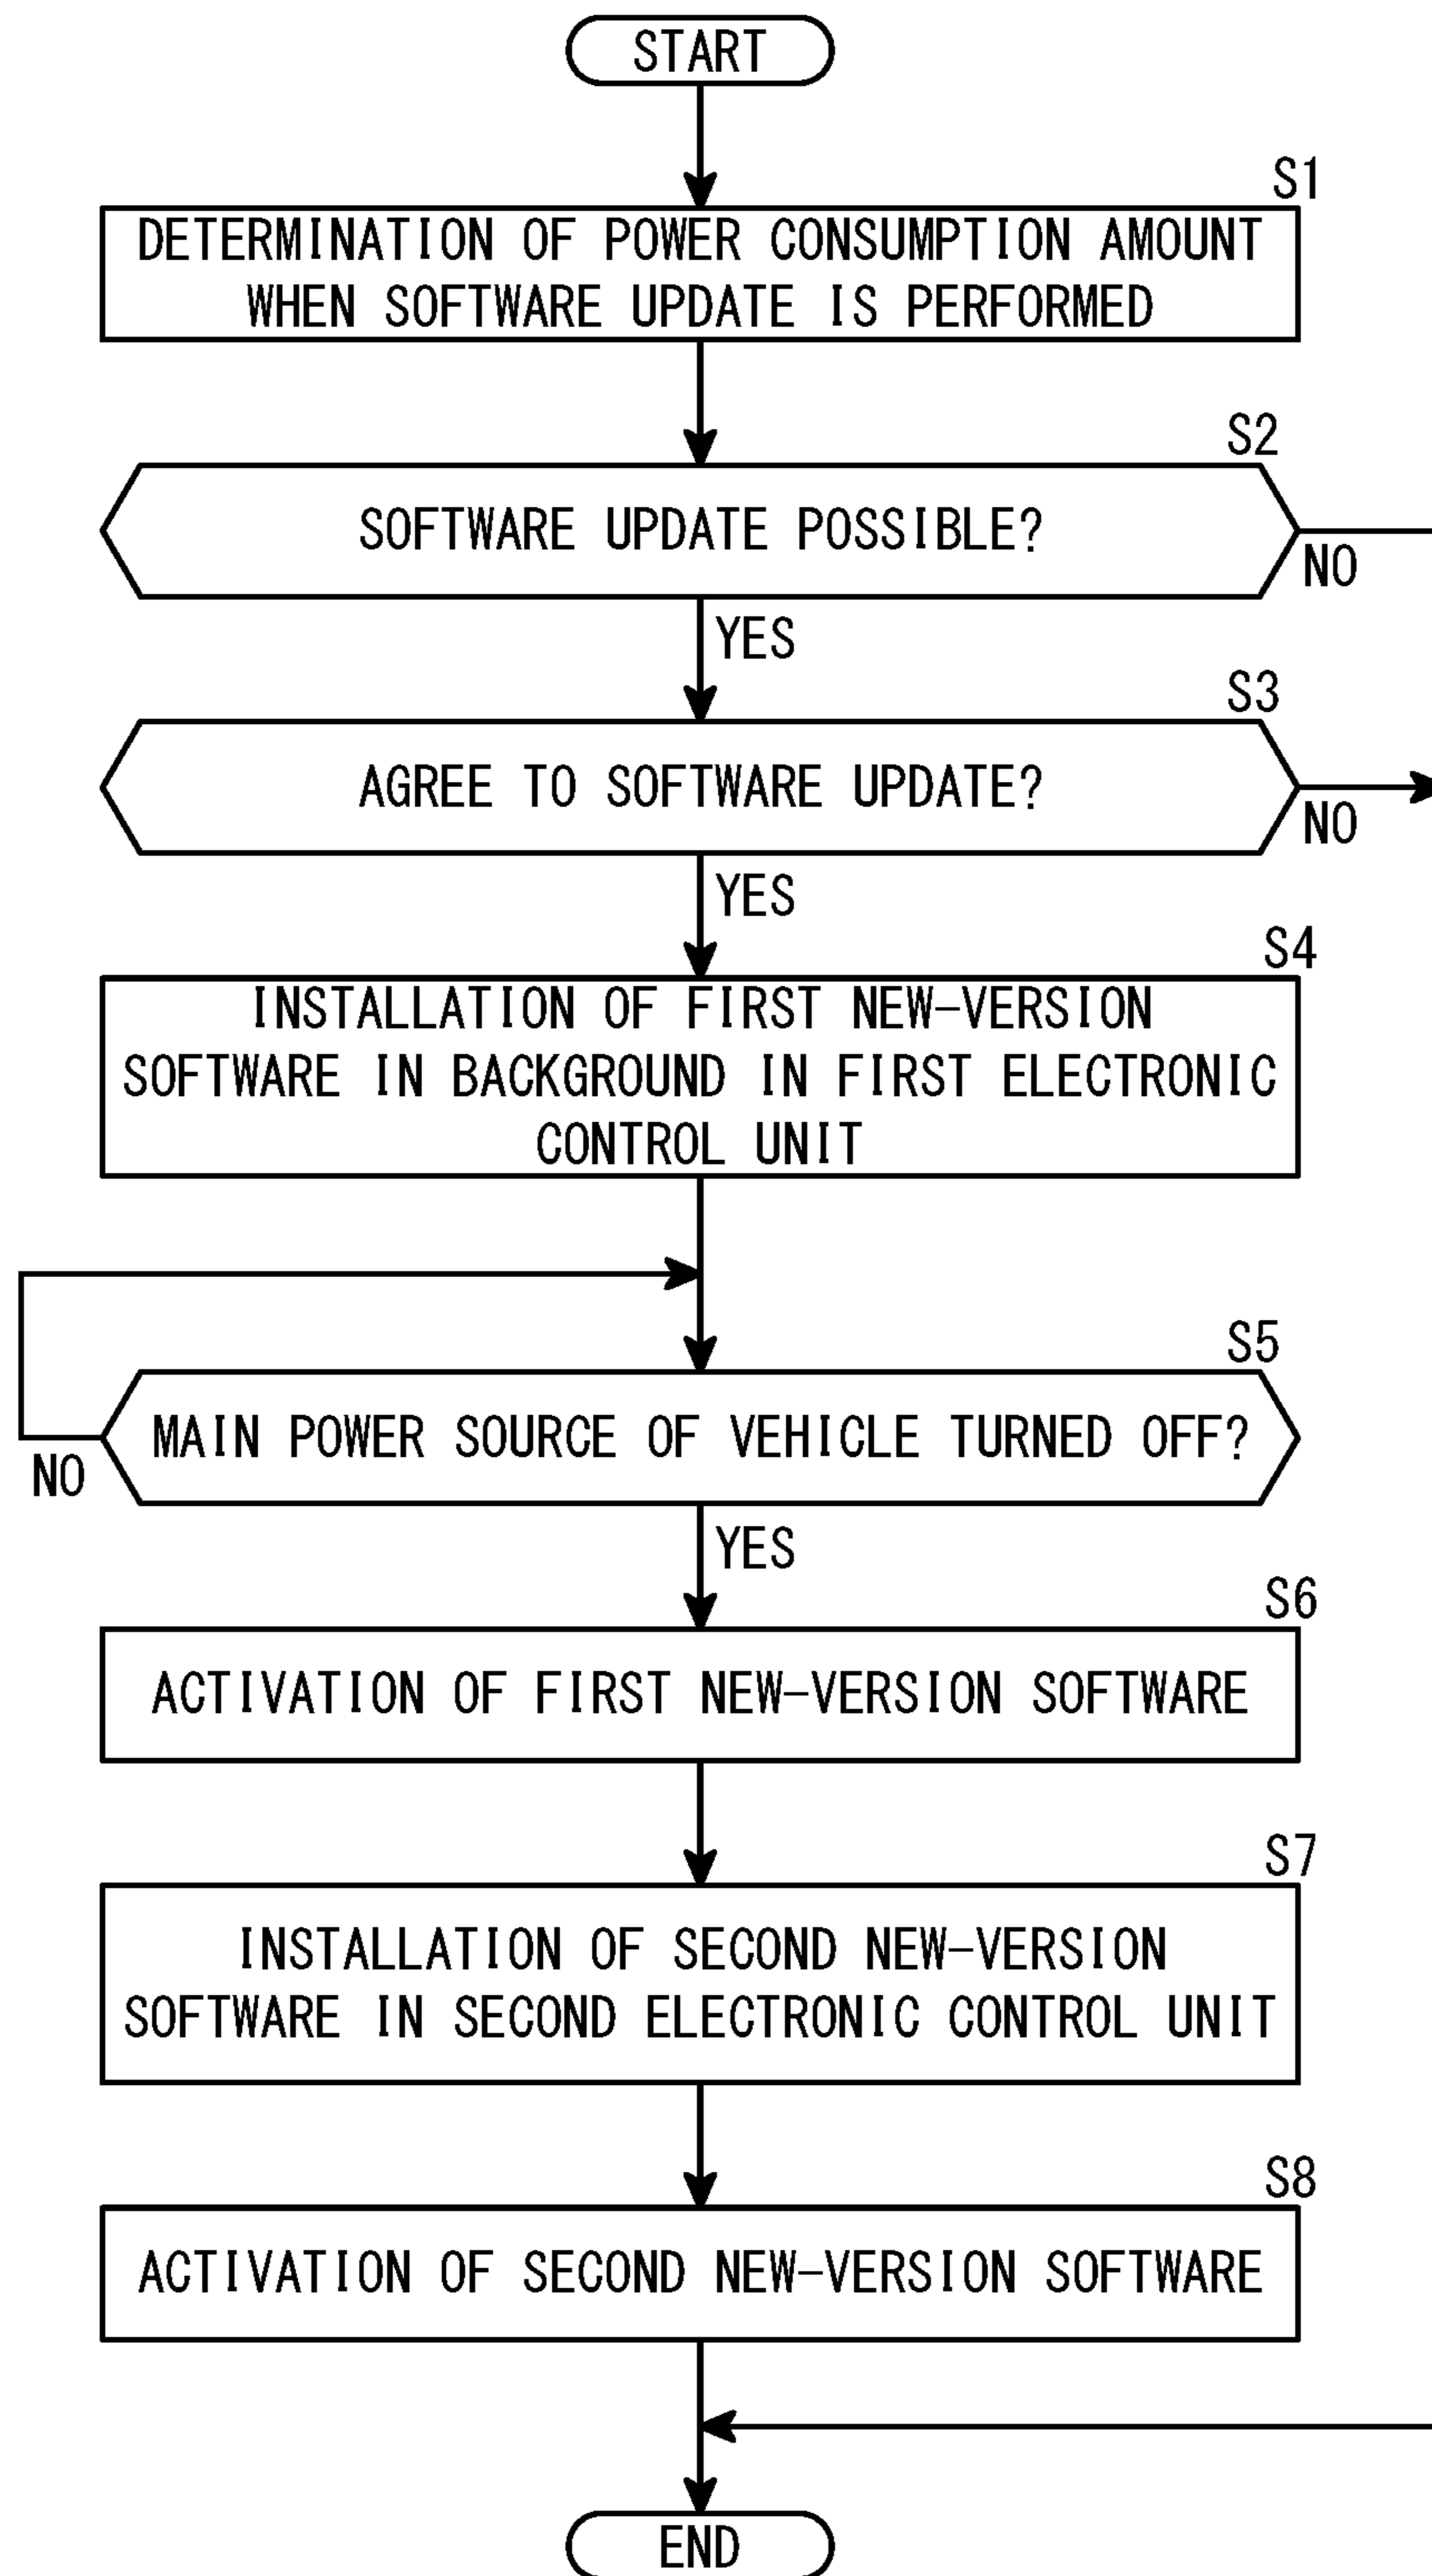 START
S1
DETERMINATION OF POWER CONSUMPTION AMOUNT
WHEN SOFTWARE UPDATE IS PERFORMED
S2
SOFTWARE UPDATE POSSIBLE?
NO
YES
S3
AGREE TO SOFTWARE UPDATE?
NO
YES
S4
INSTALLATION OF FIRST NEW-VERSION
SOFTWARE IN BACKGROUND IN FIRST ELECTRONIC
CONTROL UNIT
S5
MAIN POWER SOURCE OF VEHICLE TURNED OFF?
NO
YES
S6
ACTIVATION OF FIRST NEW-VERSION SOFTWARE
S7
INSTALLATION OF SECOND NEW-VERSION
SOFTWARE IN SECOND ELECTRONIC CONTROL UNIT
S8
ACTIVATION OF SECOND NEW-VERSION SOFTWARE
END